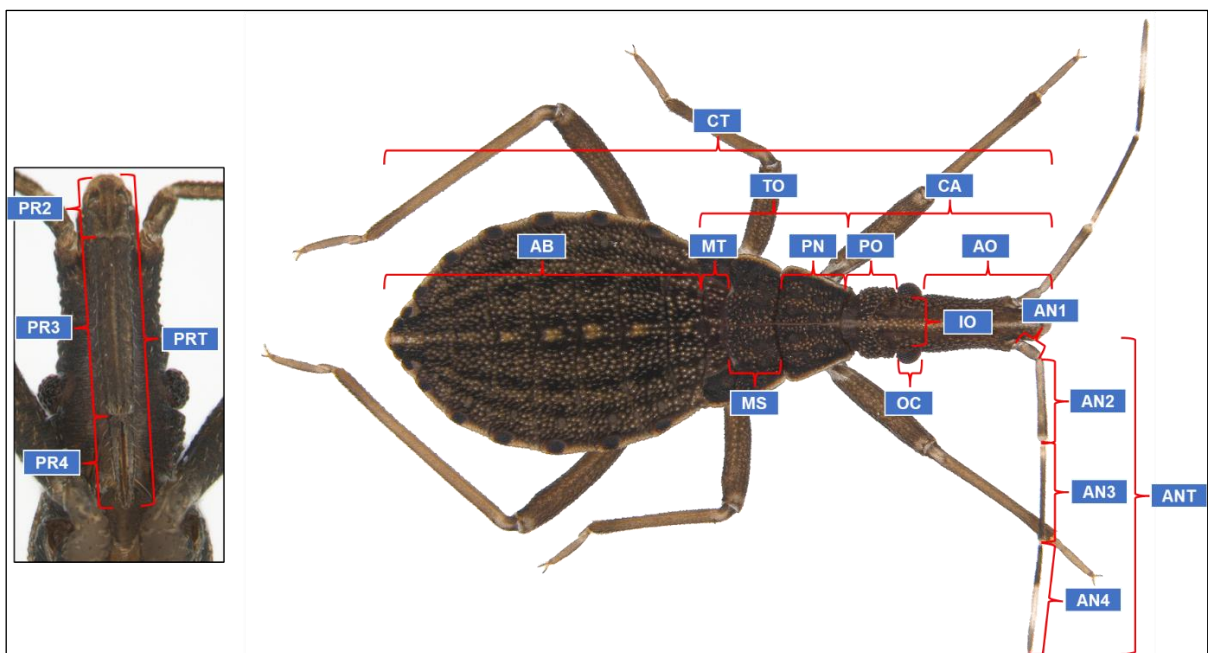 PR2
PR3
PRT
PR4
CT
TO
CA
AB
MT
PN
PO
AO
IO
AN1
MS
OC
AN2
AN3
ANT
AN4